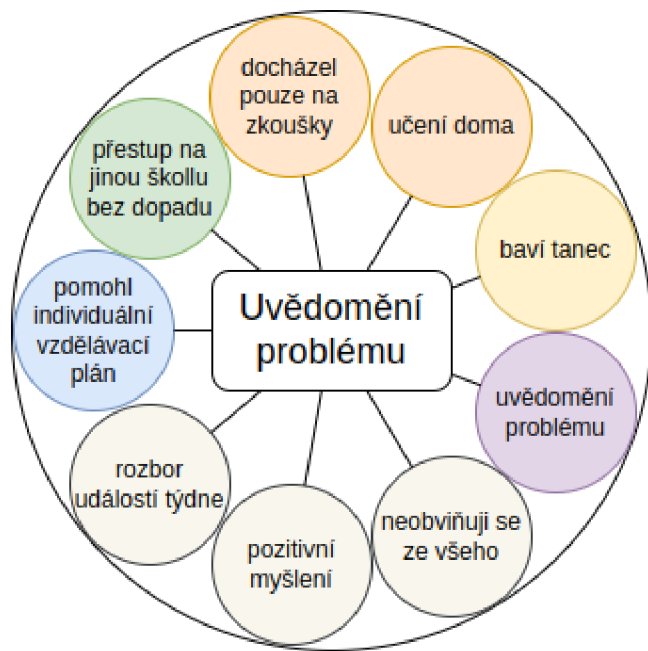 docházel
pouze na
zkoušky
učení doma
přestup na
jinou škollu
bez dopadu
baví tanec
Uvědomění
problému
pomohl
individuální
vzdělávací
plán
uvědomění
problému
rozbor
událostí týdne
neobviňuji se
ze všeho
pozitivní
myšlení